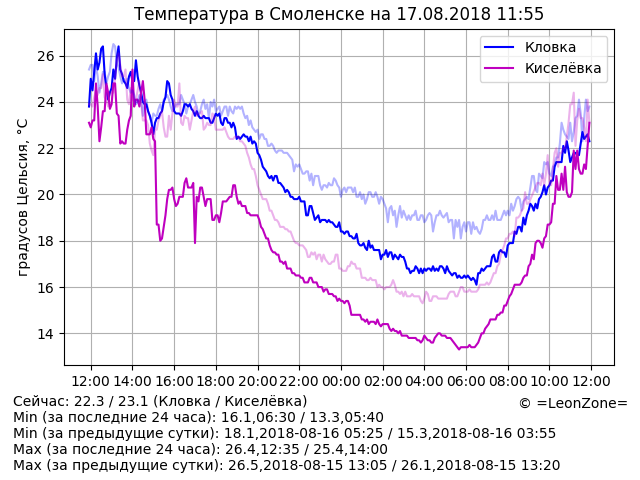 Температура в Смоленске на 17.08.2018 11:55
Кловка
Киселёвка
градусов Цельсия, °C
26
24
22
20
18
16
14
12:00 14:00 16:00 18:00 20:00 22:00 00:00 02:00 04:00 06:00 08:00 10:00 12:00
Сейчас: 22.3 / 23.1 (Кловка / Киселёвка)
© =LeonZone=
Min (за последние 24 часа): 16.1,06:30 / 13.3,05:40
Min (за предыдущие сутки): 18.1,2018-08-16 05:25 / 15.3,2018-08-16 03:55
Max (за последние 24 часа): 26.4,12:35 / 25.4,14:00
Max (за предыдущие сутки): 26.5,2018-08-15 13:05 / 26.1,2018-08-15 13:20